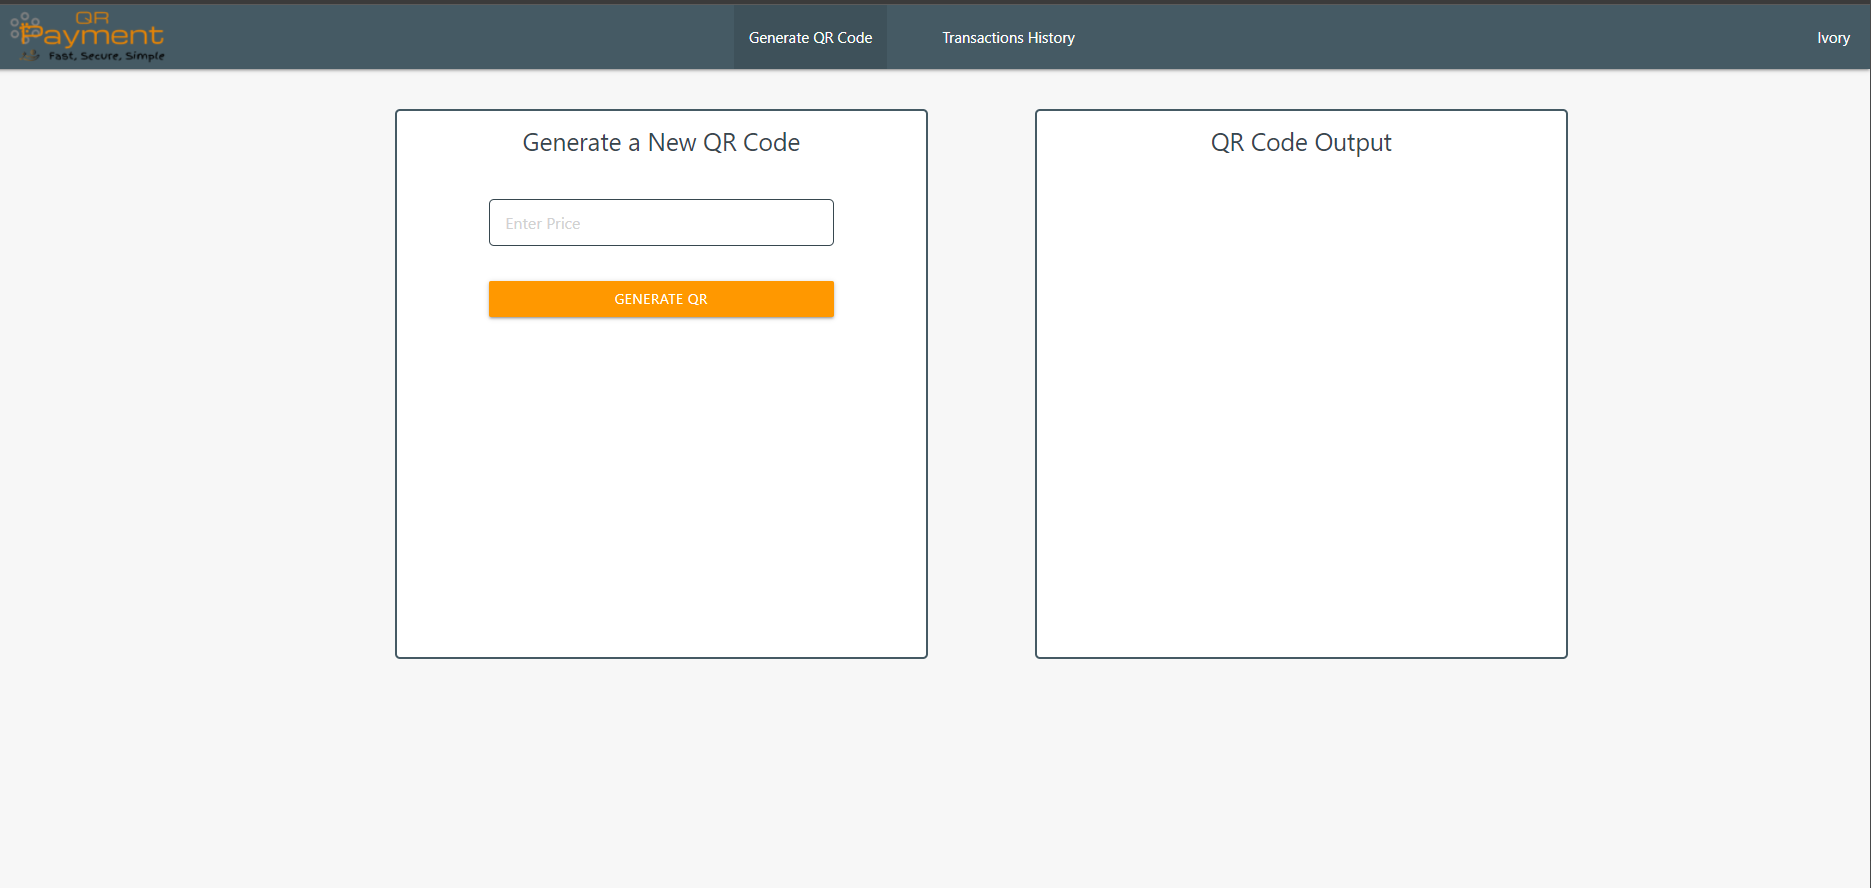 QR
Payment
Fast, Secure, Simple
Generate QR Code
Transactions History
Ivory
Generate a New QR Code
Enter Price
GENERATE QR
QR Code Output